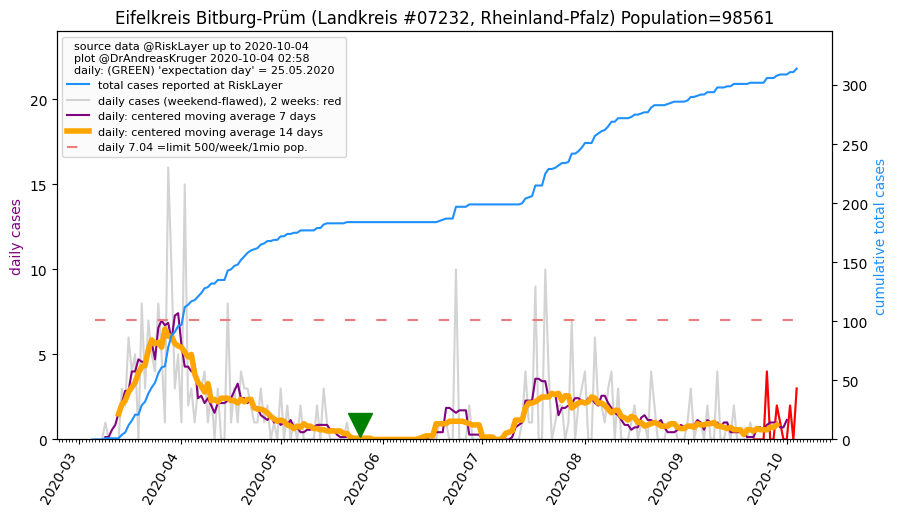 Eifelkreis Bitburg-Prüm (Landkreis #07232, Rheinland-Pfalz) Population=98561
source data @RiskLayer up to 2020-10-04
plot @DrAndreasKruger 2020-10-04 02:58
daily: (GREEN) 'expectation day' = 25.05.2020
total cases reported at RiskLayer
daily cases (weekend-flawed), 2 weeks: red
daily: centered moving average 7 days
daily: centered moving average 14 days
daily 7.04 =limit 500/week/1mio pop.
daily cases
20
15
10
5
0
cumulative total cases
300
250
200
150
100
50
0
2020-03
2020-04
2020-05
2020-06
2020-07
2020-08
2020-09
2020-10